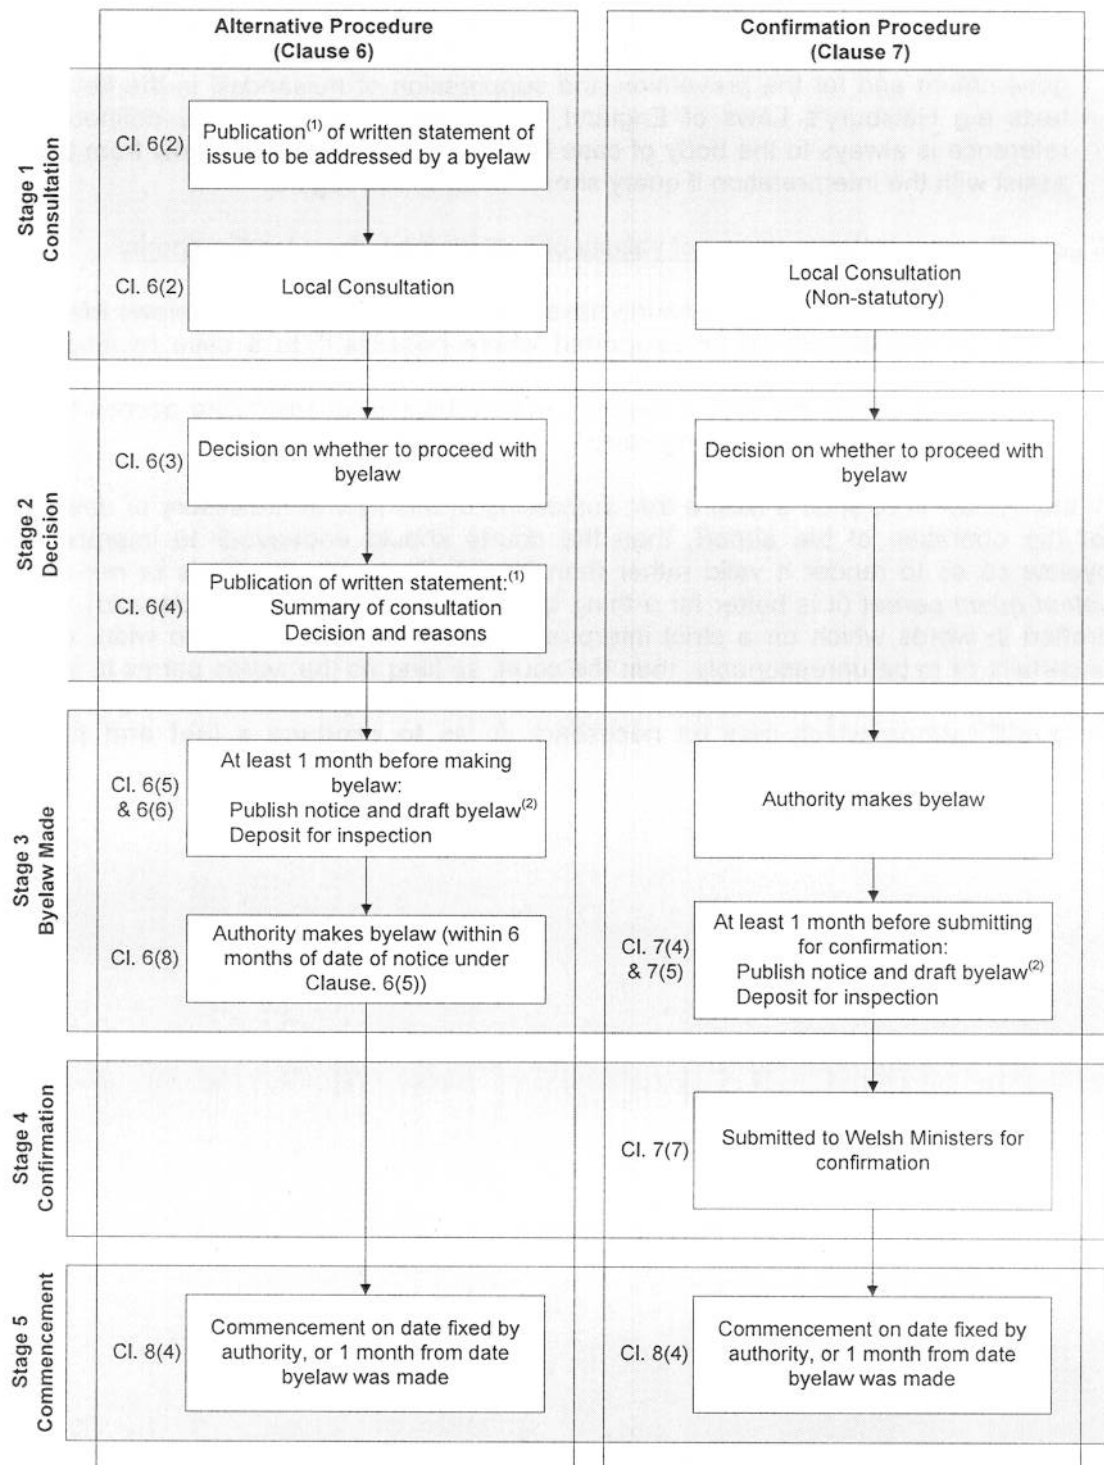 Alternative Procedure
(Clause 6)
Confirmation Procedure
(Clause 7)
Stage 1
Consultation
Cl. 6(2)
Publication(1) of written statement of
issue to be addressed by a byelaw
Cl. 6(2)
Local Consultation
Local Consultation
(Non-statutory)
Stage 2
Decision
Cl. 6(3)
Decision on whether to proceed with
byelaw
Decision on whether to proceed with
byelaw
Cl. 6(4)
Publication of written statement:(1)
Summary of consultation
Decision and reasons
Stage 3
Byelaw Made
Cl. 6(5)
& 6(6)
At least 1 month before making
byelaw:
Publish notice and draft byelaw(2)
Deposit for inspection
Authority makes byelaw
Cl. 6(8)
Authority makes byelaw (within 6
months of date of notice under
Clause. 6(5))
Cl. 7(4)
& 7(5)
At least 1 month before submitting
for confirmation:
Publish notice and draft byelaw(2)
Deposit for inspection
Stage 4
Confirmation
Cl. 7(7)
Submitted to Welsh Ministers for
confirmation
Stage 5
Commencement
Cl. 8(4)
Commencement on date fixed by
authority, or 1 month from date
byelaw was made
Cl. 8(4)
Commencement on date fixed by
authority, or 1 month from date
byelaw was made